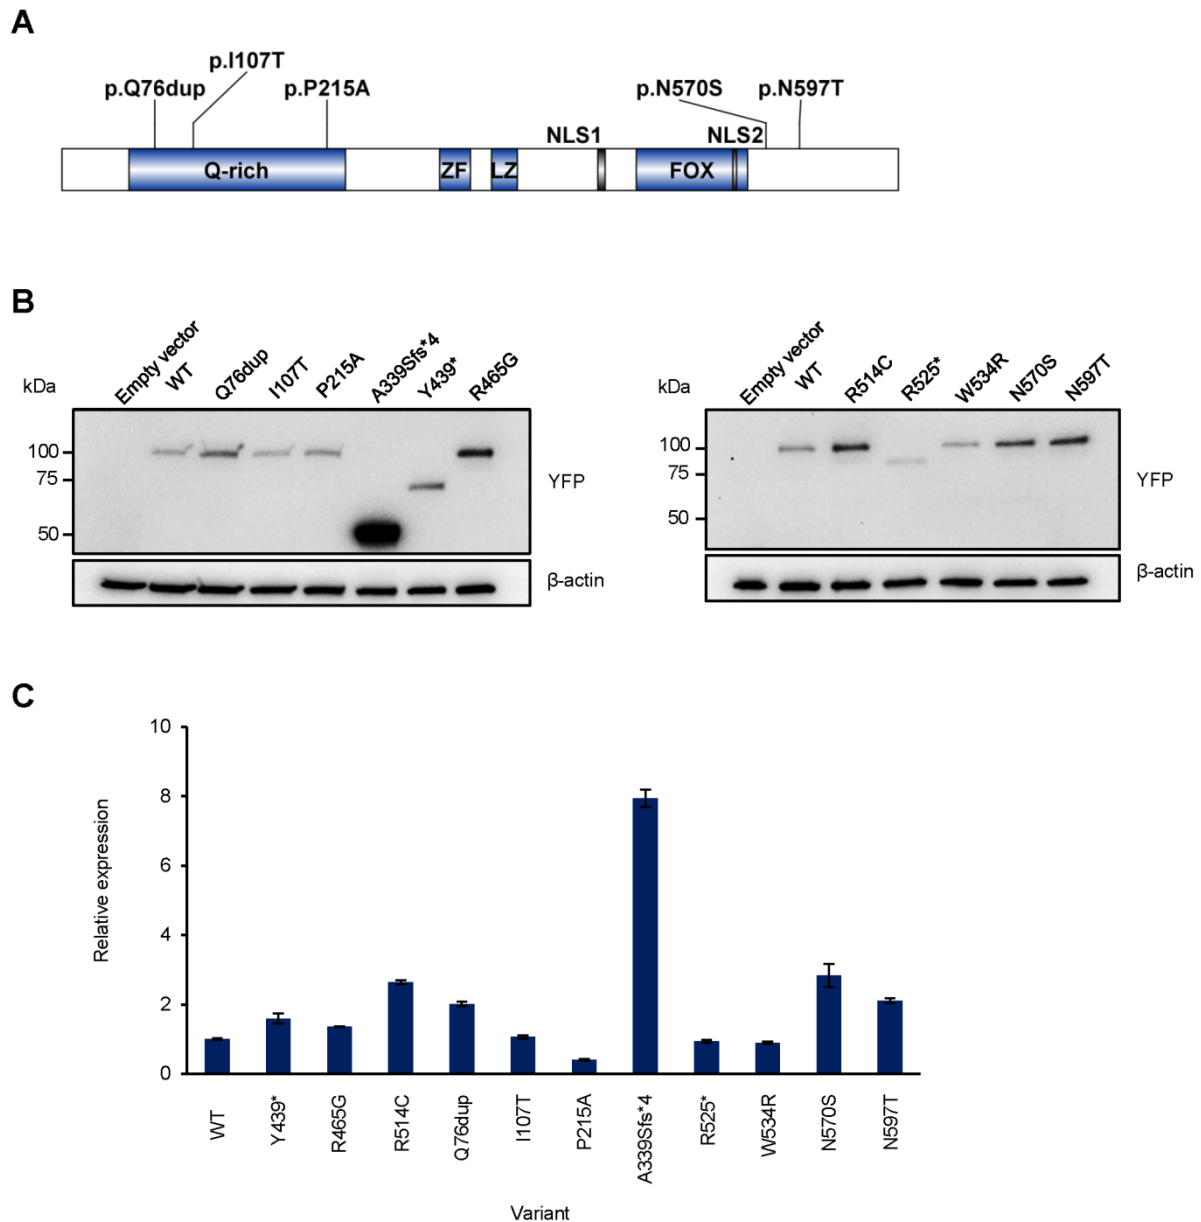 A
p.I107T
p.Q76dup p.P215A p.N570S p.N597T
NLS1 NLS2
Q-rich ZF LZ FOX
B
kDa Empty vector WT Q76dup I107T P215A A339Sfs*4 Y439* R465G
100
75
50
YFP
β-actin
kDa Empty vector WT R514C R525* W534R N570S N597T
100
75
50
YFP
β-actin
C
10
8
6
4
2
0
Relative expression
WT Y439* R465G R514C Q76dup I107T P215A A339Sfs*4 R525* W534R N570S N597T
Variant